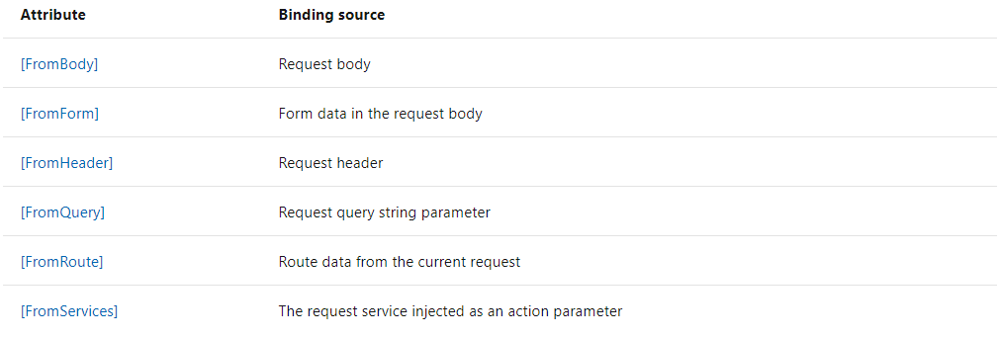 Attribute Binding source
[FromBody] Request body
[FromForm] Form data in the request body
[FromHeader] Request header
[FromQuery] Request query string parameter
[FromRoute] Route data from the current request
[FromServices] The request service injected as an action parameter